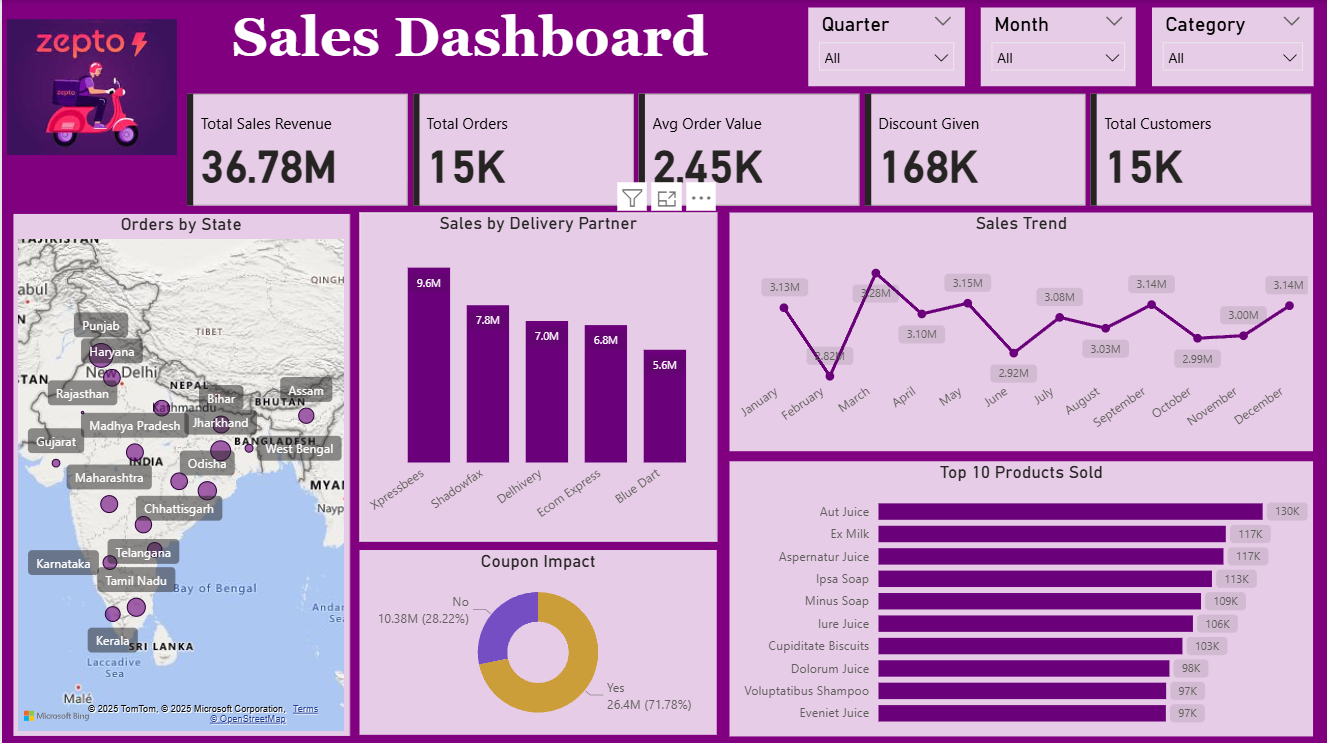 zepto
zepto
Sales Dashboard
Quarter
All
Month
All
Category
All
Total Sales Revenue
36.78M
Total Orders
15K
Avg Order Value
2.45K
Discount Given
168K
Total Customers
15K
Orders by State
TAJIKISTAN
abul
QINGH
TIBET
Punjab
Haryana
New Delhi
STAN
NEPAL
Rajasthan
Kathmandu
Bihar
BHUTAN
Assam
Madhya Pradesh
Jharkhand
Gujarat
BANGLADESH
West Bengal
INDIA
Odisha
Maharashtra
MYAN
Nayp
Chhattisgarh
Telangana
Karnataka
Tamil Nadu
Bay of Bengal
Andar
Sea
Kerala
SRI LANKA
Laccadive
Sea
Malé
© 2025 TomTom, © 2025 Microsoft Corporation, Terms
Microsoft Bing
© OpenStreetMap
Sales by Delivery Partner
9.6M
7.8M
7.0M
6.8M
5.6M
Xpressbees
Shadowfax
Delhivery
Ecom Express
Blue Dart
Coupon Impact
No
10.38M (28.22%)
Yes
26.4M (71.78%)
Sales Trend
3.13M
2.82M
3.28M
3.10M
3.15M
2.92M
3.08M
3.03M
3.14M
2.99M
3.00M
3.14M
January
February
March
April
May
June
July
August
September
October
November
December
Top 10 Products Sold
Aut Juice 130K
Ex Milk 117K
Aspernatur Juice 117K
Ipsa Soap 113K
Minus Soap 109K
Iure Juice 106K
Cupiditate Biscuits 103K
Dolorum Juice 98K
Voluptatibus Shampoo 97K
Eveniet Juice 97K